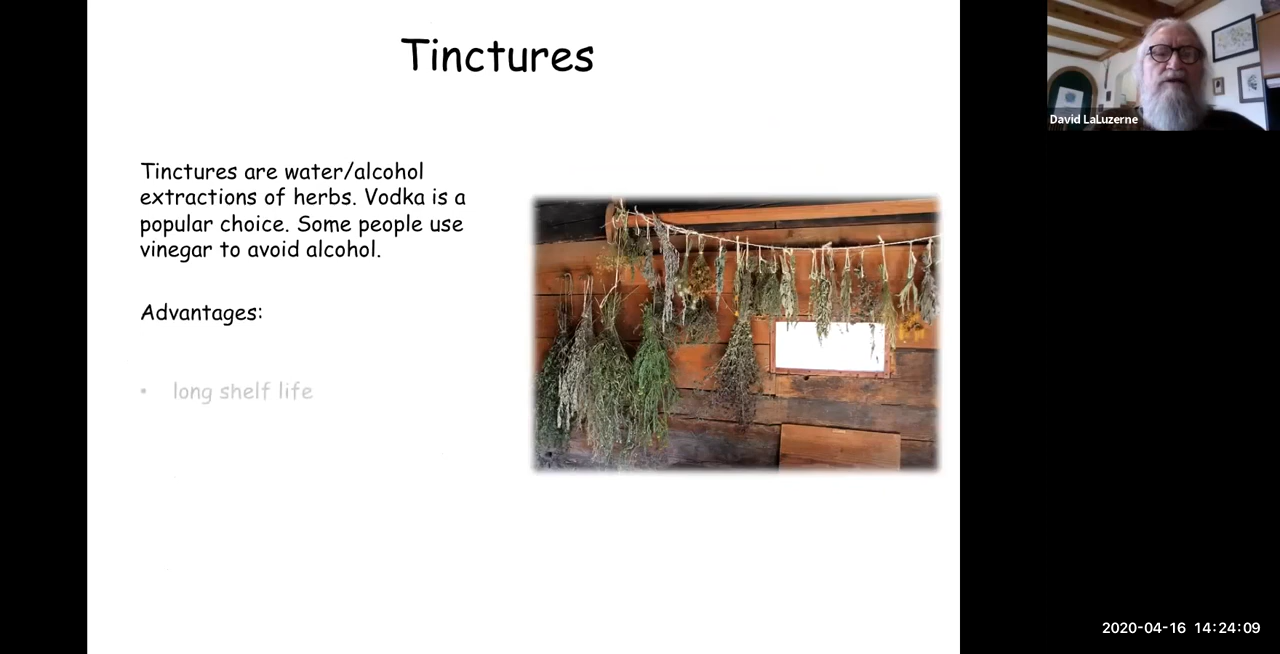 Tinctures
Tinctures are water/alcohol
extractions of herbs. Vodka is a
popular choice. Some people use
vinegar to avoid alcohol.
Advantages:
• long shelf life
David LaLuzerne
2020-04-16 14:24:09